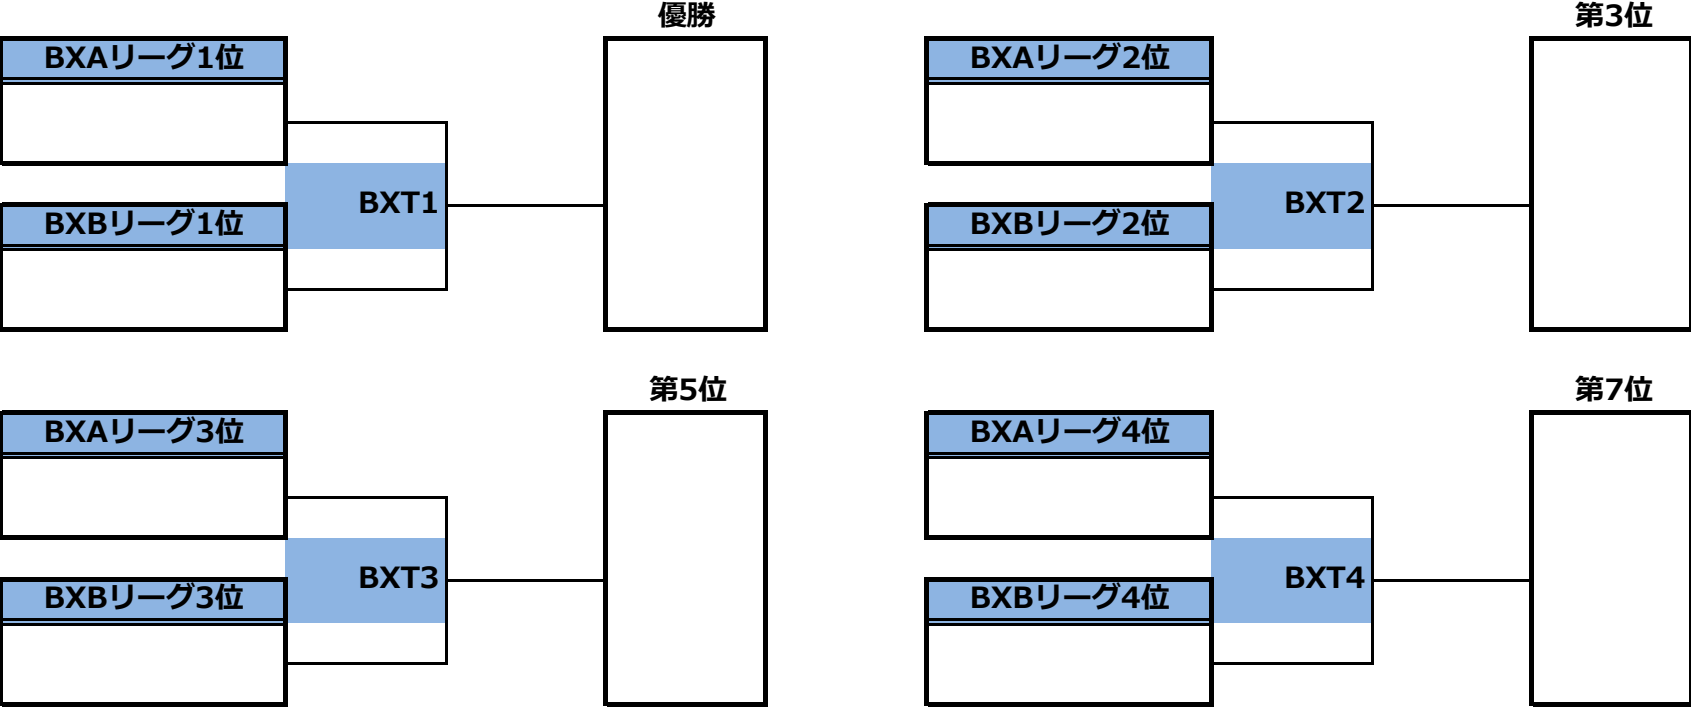 優勝
BXAリーグ1位
BXT1
BXBリーグ1位
第3位
BXAリーグ2位
BXT2
BXBリーグ2位
第5位
BXAリーグ3位
BXT3
BXBリーグ3位
第7位
BXAリーグ4位
BXT4
BXBリーグ4位